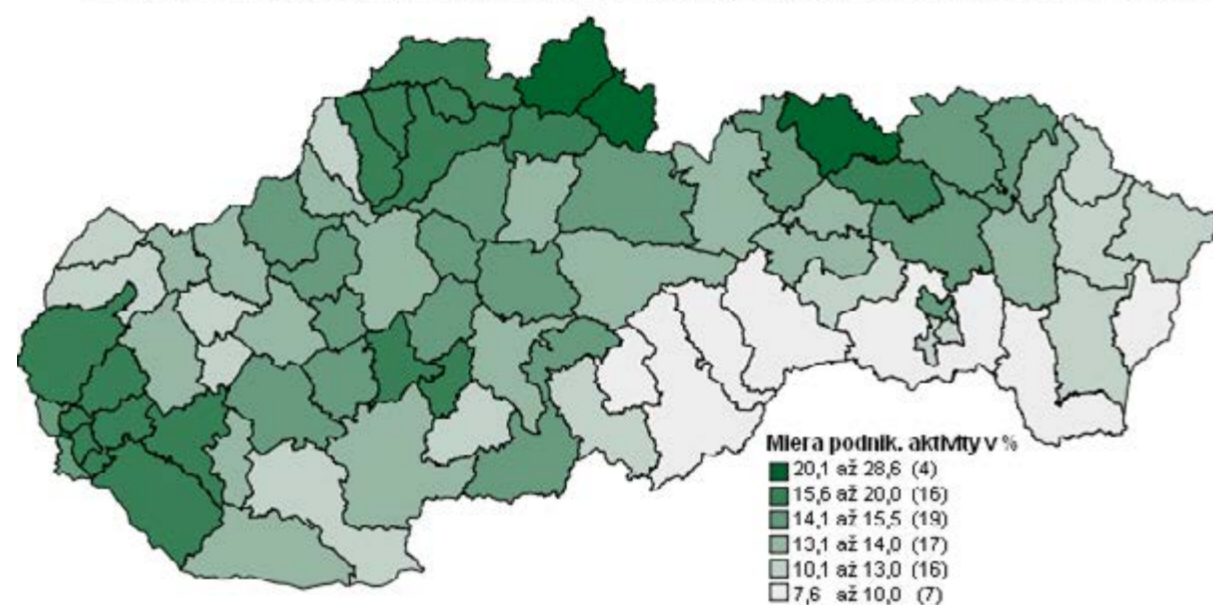 Miera podnik. aktivity v %
20,1 až 28,6 (4)
15,6 až 20,0 (16)
14,1 až 15,5 (19)
13,1 až 14,0 (17)
10,1 až 13,0 (16)
7,6 až 10,0 (7)